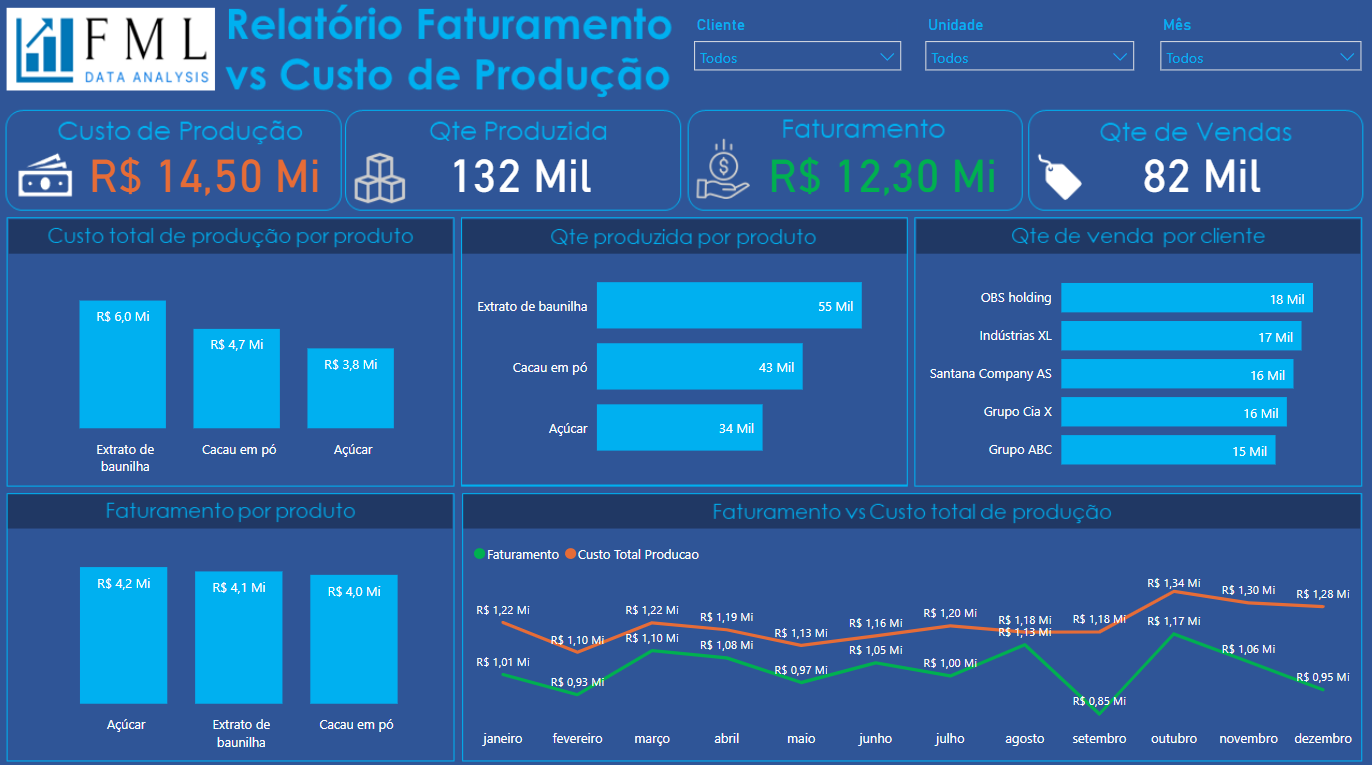 FML
DATA ANALYSIS
Relatório Faturamento
vs Custo de Produção
Cliente
Todos
Unidade
Todos
Mês
Todos
Custo de Produção
R$ 14,50 Mi
Qte Produzida
132 Mil
Faturamento
R$ 12,30 Mi
Qte de Vendas
82 Mil
Custo total de produção por produto
R$ 6,0 Mi
R$ 4,7 Mi
R$ 3,8 Mi
Extrato de
baunilha
Cacau em pó
Açúcar
Qte produzida por produto
Extrato de baunilha
55 Mil
Cacau em pó
43 Mil
Açúcar
34 Mil
Qte de venda por cliente
OBS holding
18 Mil
Indústrias XL
17 Mil
Santana Company AS
16 Mil
Grupo Cia X
16 Mil
Grupo ABC
15 Mil
Faturamento por produto
R$ 4,2 Mi
R$ 4,1 Mi
R$ 4,0 Mi
Açúcar
Extrato de
baunilha
Cacau em pó
Faturamento vs Custo total de produção
Faturamento
Custo Total Producao
R$ 1,22 Mi
R$ 1,10 Mi
R$ 1,22 Mi
R$ 1,19 Mi
R$ 1,13 Mi
R$ 1,16 Mi
R$ 1,20 Mi
R$ 1,18 Mi
R$ 1,18 Mi
R$ 1,34 Mi
R$ 1,30 Mi
R$ 1,28 Mi
R$ 1,01 Mi
R$ 0,93 Mi
R$ 1,10 Mi
R$ 1,08 Mi
R$ 0,97 Mi
R$ 1,05 Mi
R$ 1,00 Mi
R$ 1,13 Mi
R$ 0,85 Mi
R$ 1,17 Mi
R$ 1,06 Mi
R$ 0,95 Mi
janeiro
fevereiro
março
abril
maio
junho
julho
agosto
setembro
outubro
novembro
dezembro